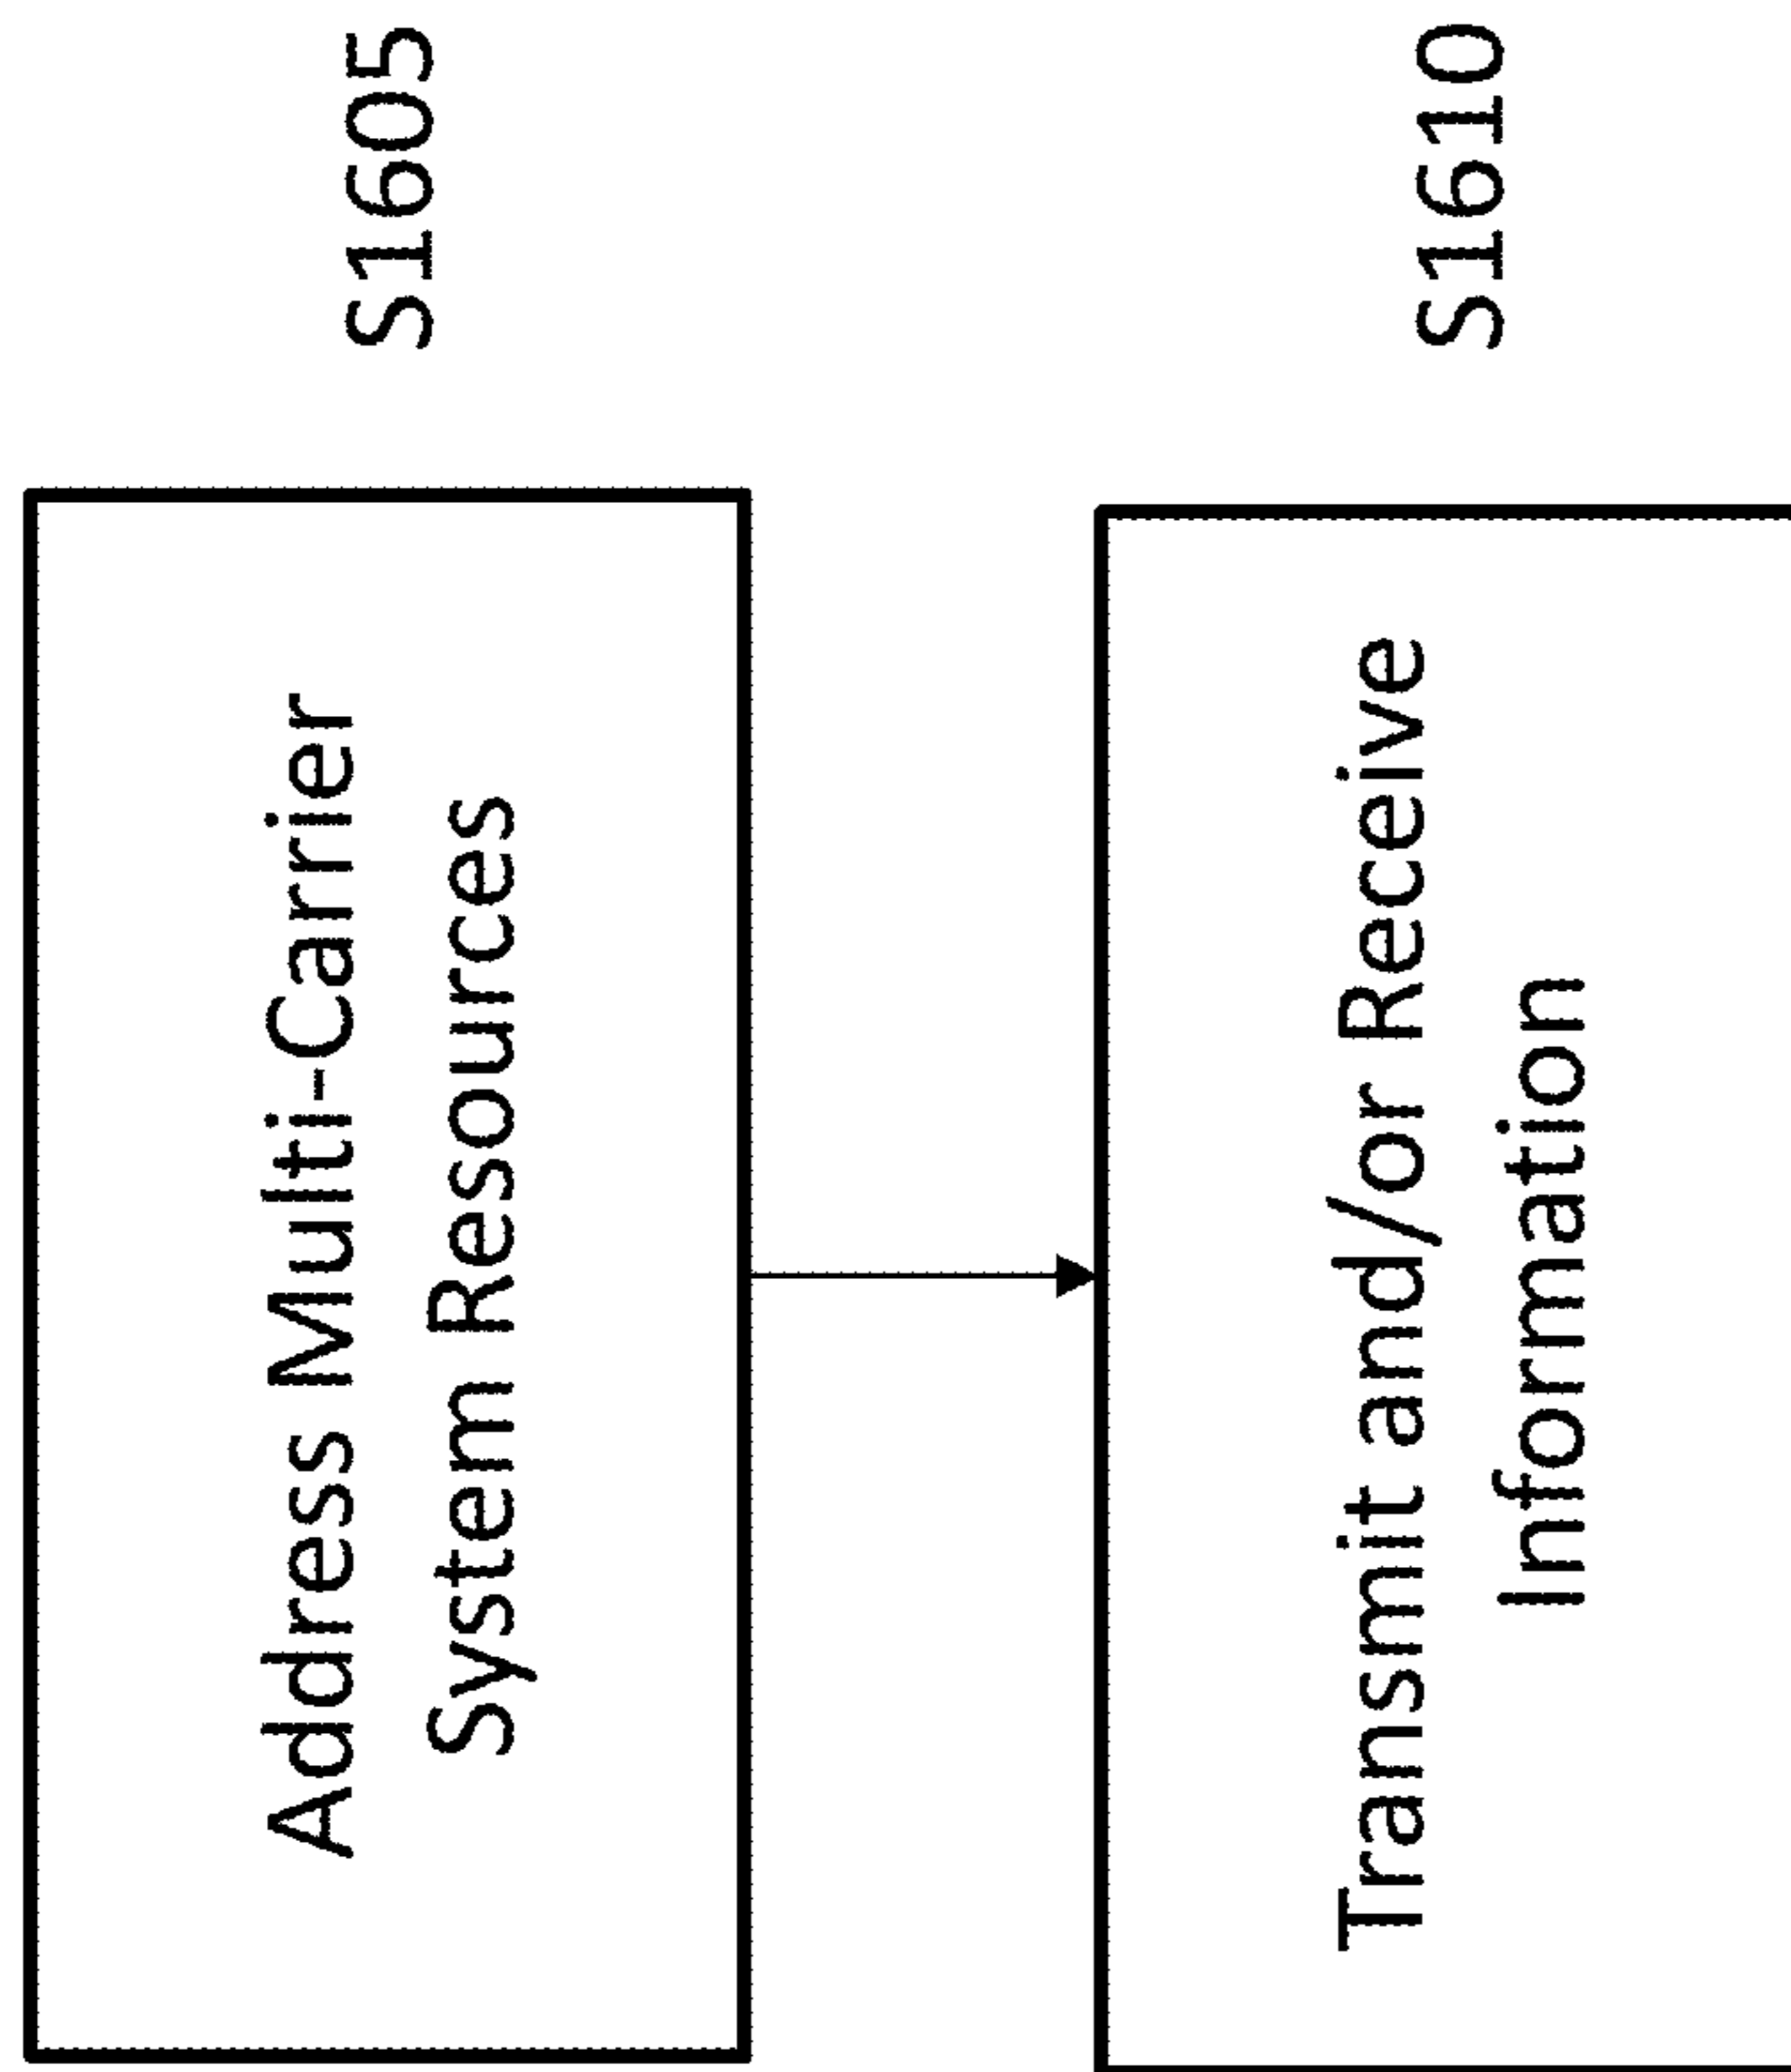 Address Multi-Carrier
System Resources
S1605
Transmit and/or Receive
Information
S1610